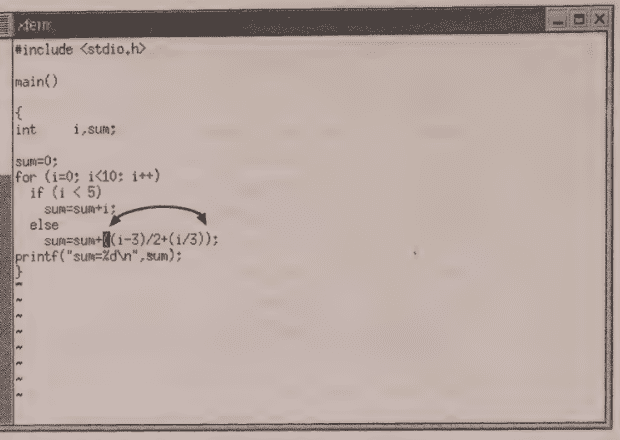 xterm
#include <stdio.h>
main()
{
int i,sum;
sum=0;
for (i=0; i<10; i++)
if (i < 5)
sum=sum+i;
else
sum=sum+((i-3)/2+(i/3));
printf("sum=%d\n",sum);
}
~
~
~
~
~
~
~
~